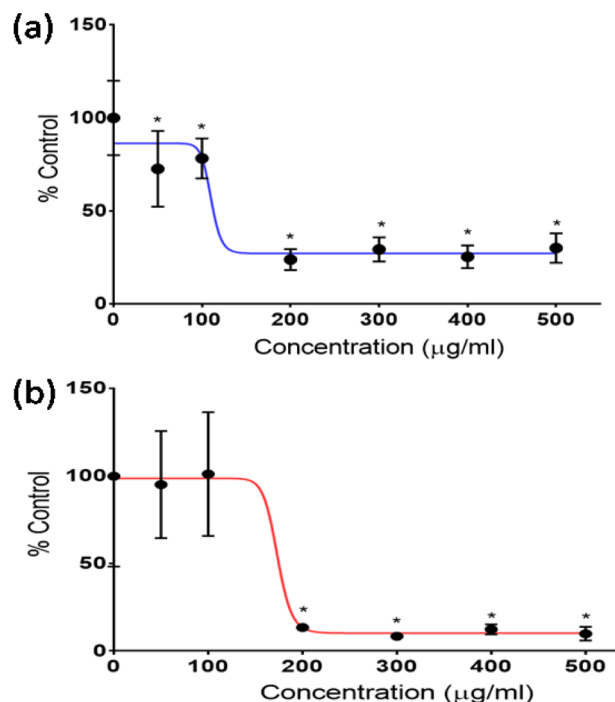 (a)
150
100
50
0
% Control
* * * * * *
0 100 200 300 400 500
Concentration (μg/ml)
(b)
150
100
50
0
% Control
* * * *
0 100 200 300 400 500
Concentration (μg/ml)